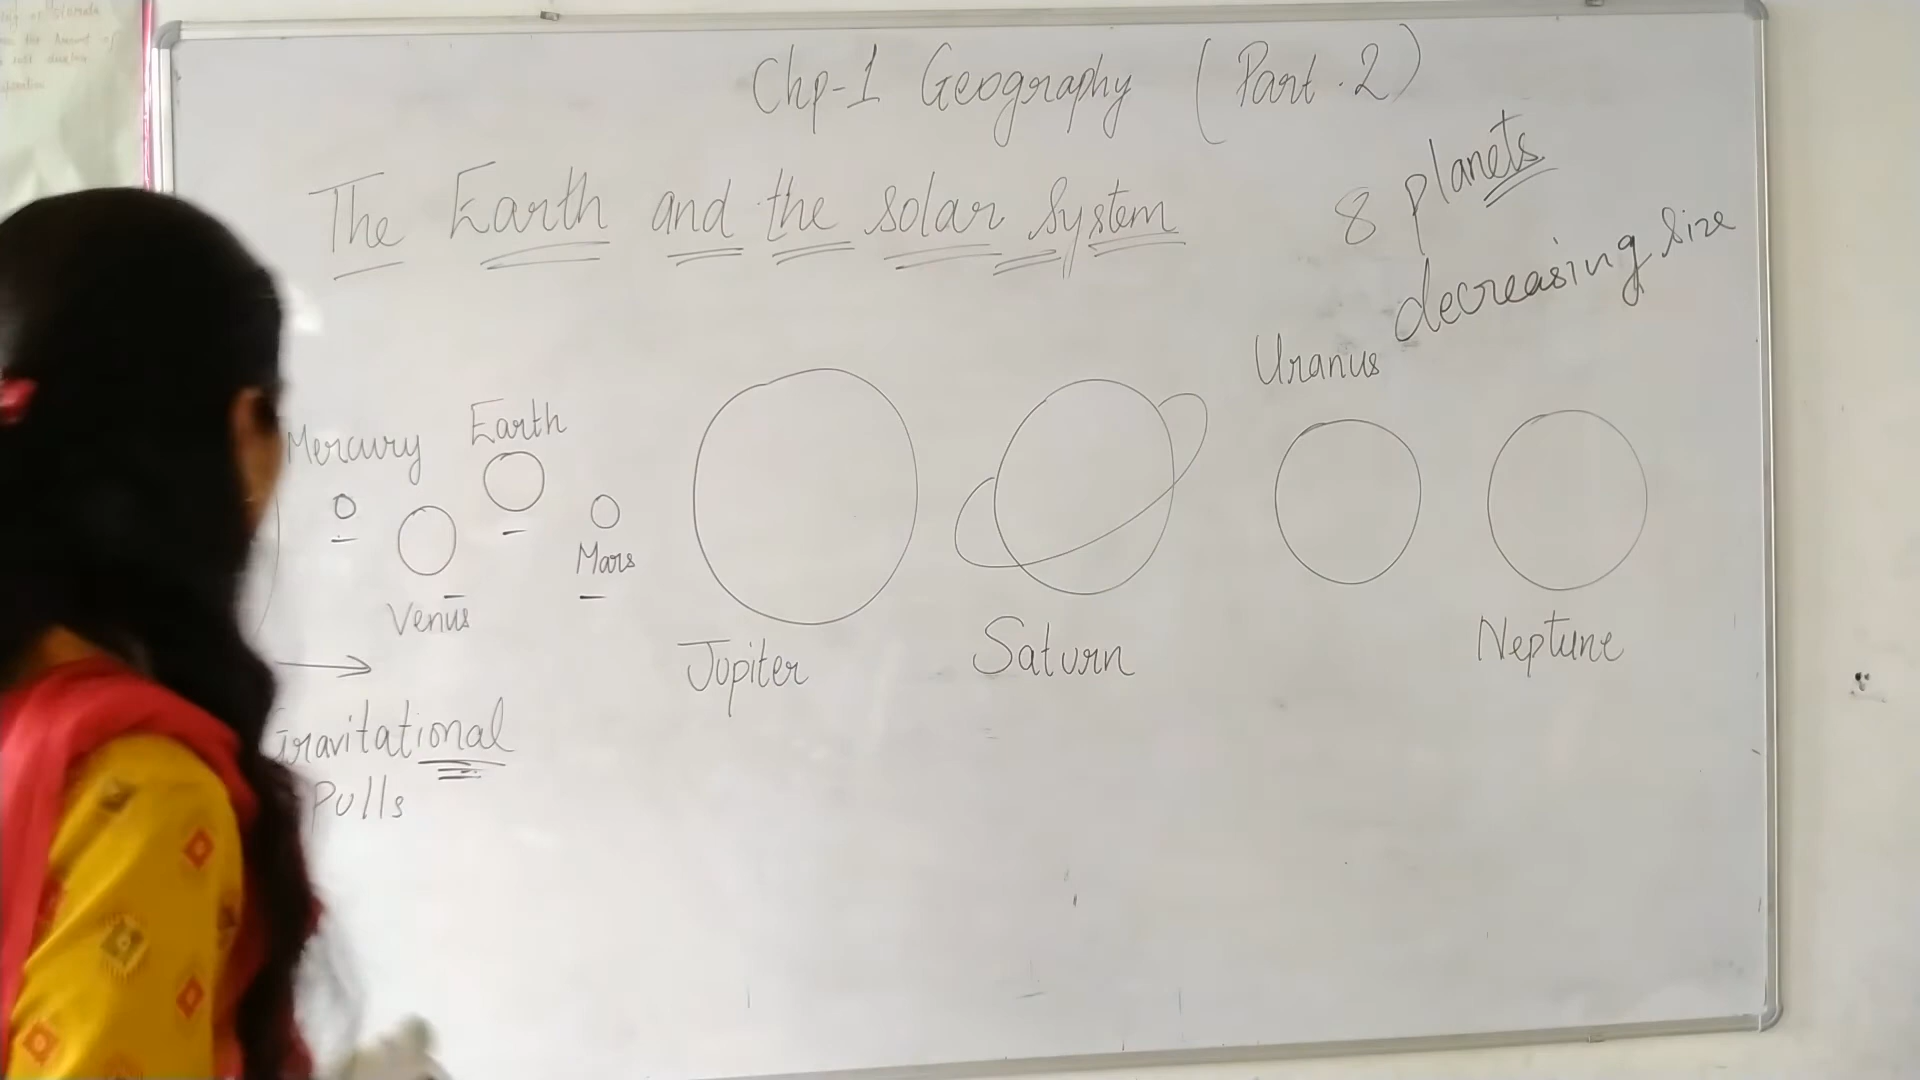 Chp-1 Geography (Part.2)
The Earth and the solar system
8 planets
decreasing size
Uranus
Mercury
Earth
Venus
Mars
Jupiter
Saturn
Neptune
Gravitational
Pulls